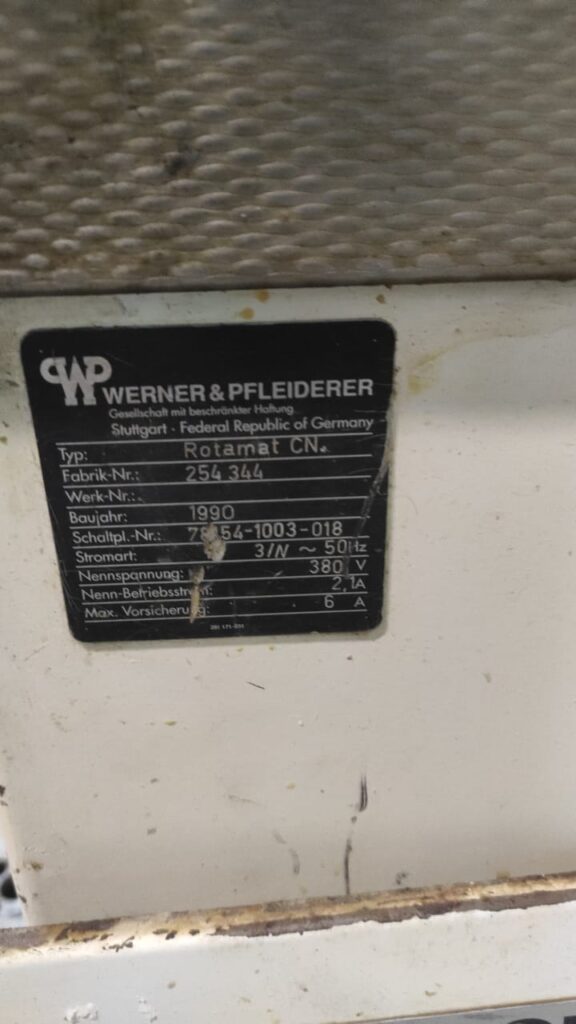 WP WERNER & PFLEIDERER
Gesellschaft mit beschränkter Haftung
Stuttgart - Federal Republic of Germany
Typ: Rotamat CN.
Fabrik-Nr.: 254 344
Werk-Nr.:
Baujahr: 1990
Schaltpl.-Nr.: 54-1003-018
Stromart: 3/N ~ 50 Hz
Nennspannung: 380 V
Nenn-Betriebsstrom: 2,1 A
Max. Vorsicherung: 6 A